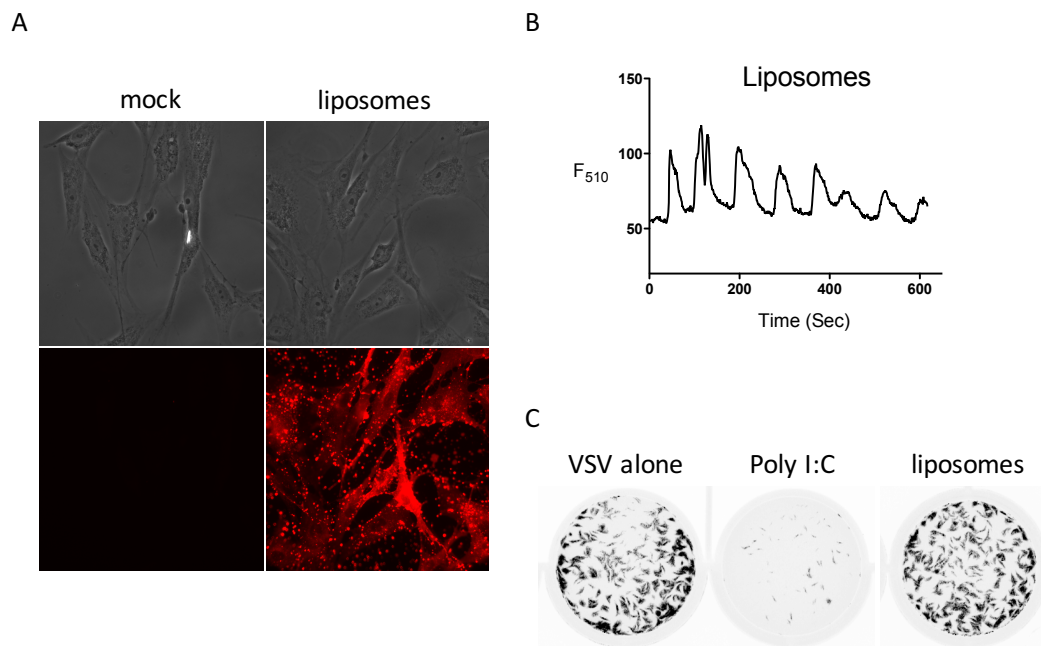 A
mock
liposomes
B
Liposomes
150
100
50
F510
0
200
400
600
Time (Sec)
C
VSV alone
Poly I:C
liposomes